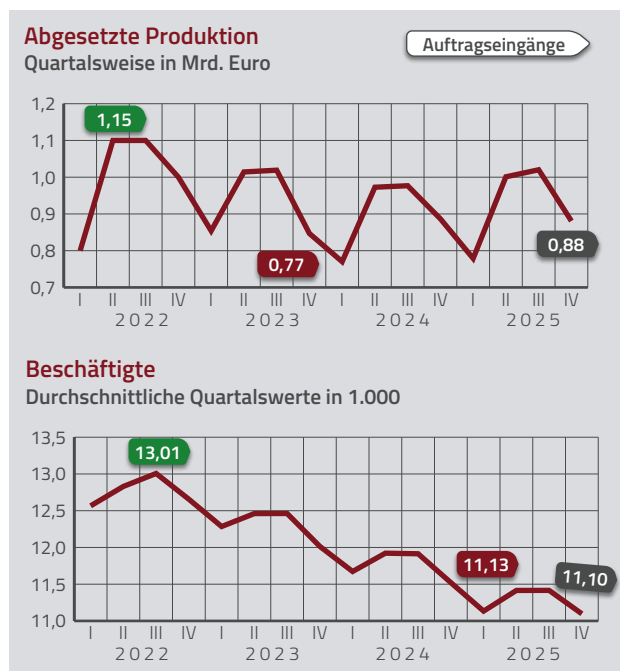 Abgesetzte Produktion
Quartalsweise in Mrd. Euro
Auftragseingänge
1,2
1,1
1,0
0,9
0,8
0,7
1,15
0,77
0,88
I II III IV I II III IV I II III IV I II III IV
2022 2023 2024 2025
Beschäftigte
Durchschnittliche Quartalswerte in 1.000
13,5
13,0
12,5
12,0
11,5
11,0
13,01
11,13
11,10
I II III IV I II III IV I II III IV I II III IV
2022 2023 2024 2025